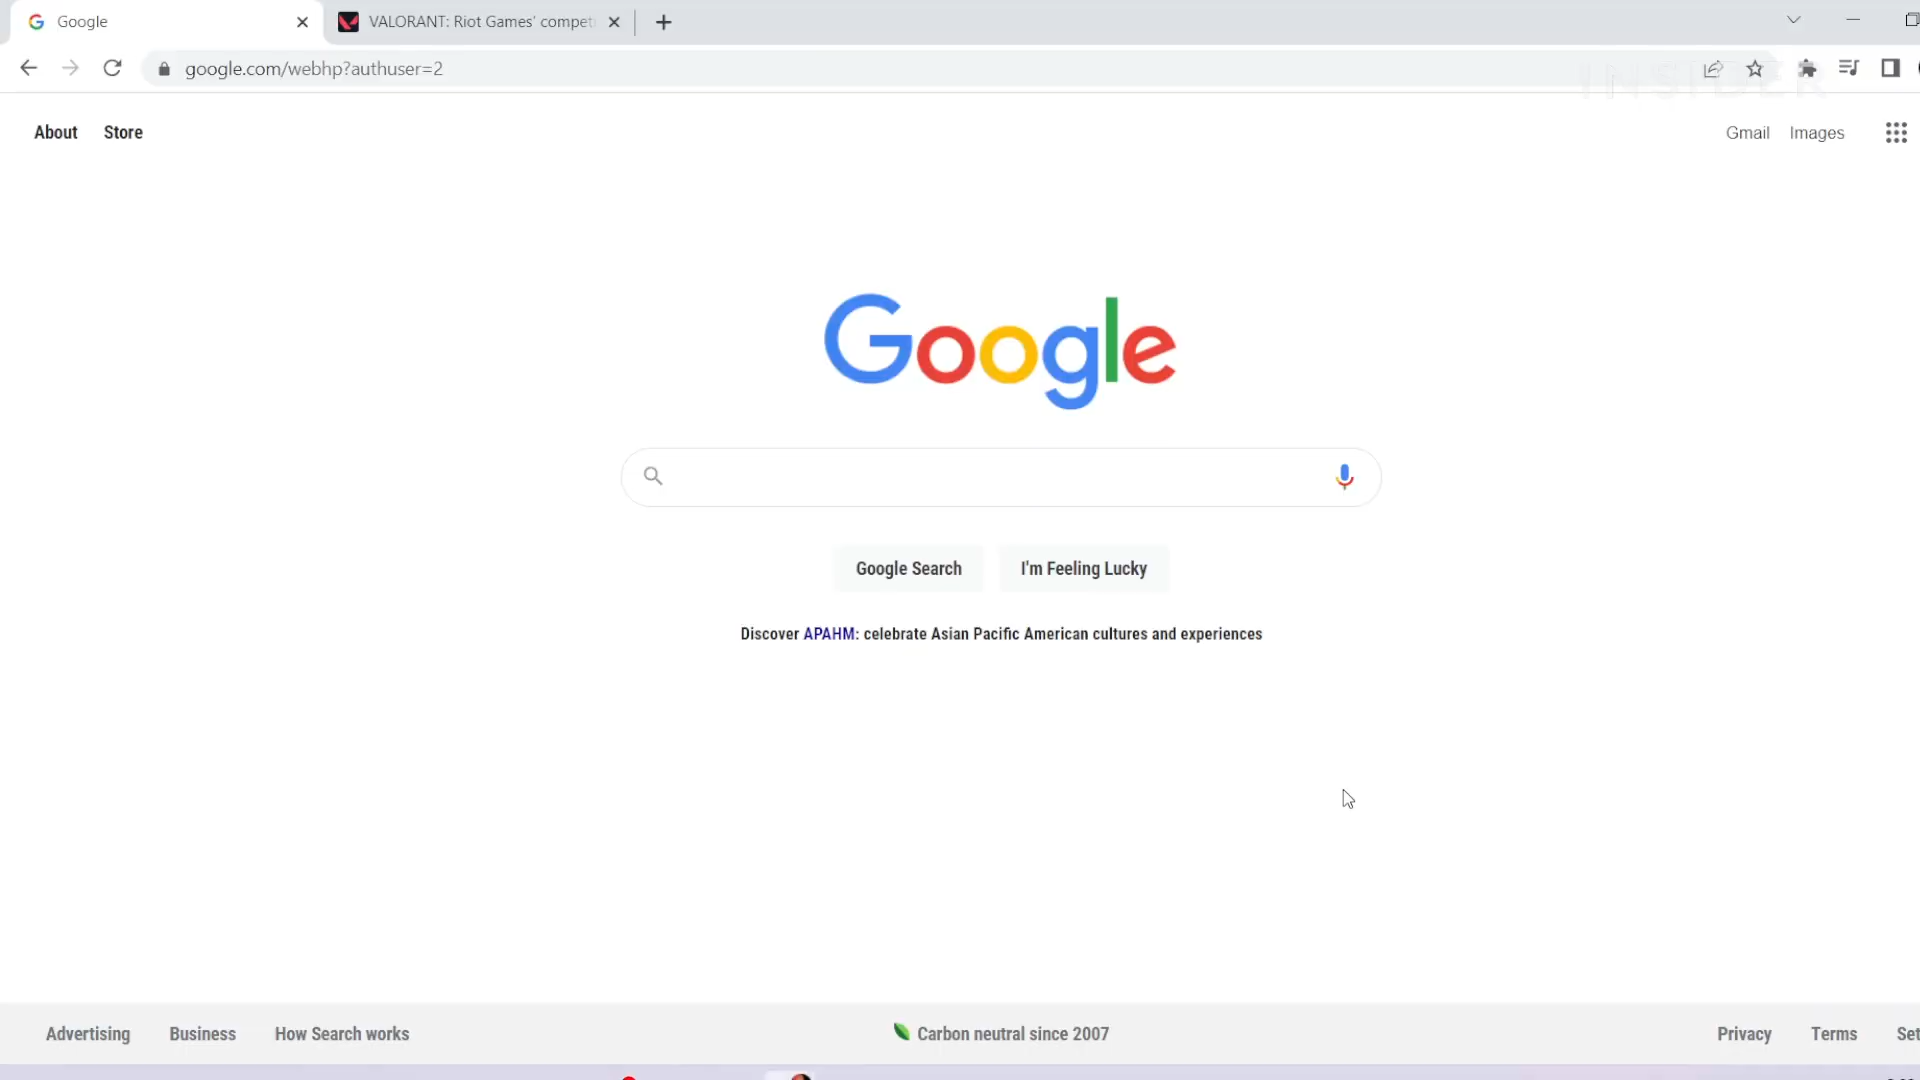 Google
VALORANT: Riot Games' compet
google.com/webhp?authuser=2
INSIDER
About
Store
Gmail
Images
Google
Google Search
I'm Feeling Lucky
Discover APAHM: celebrate Asian Pacific American cultures and experiences
Advertising
Business
How Search works
Carbon neutral since 2007
Privacy
Terms
Set